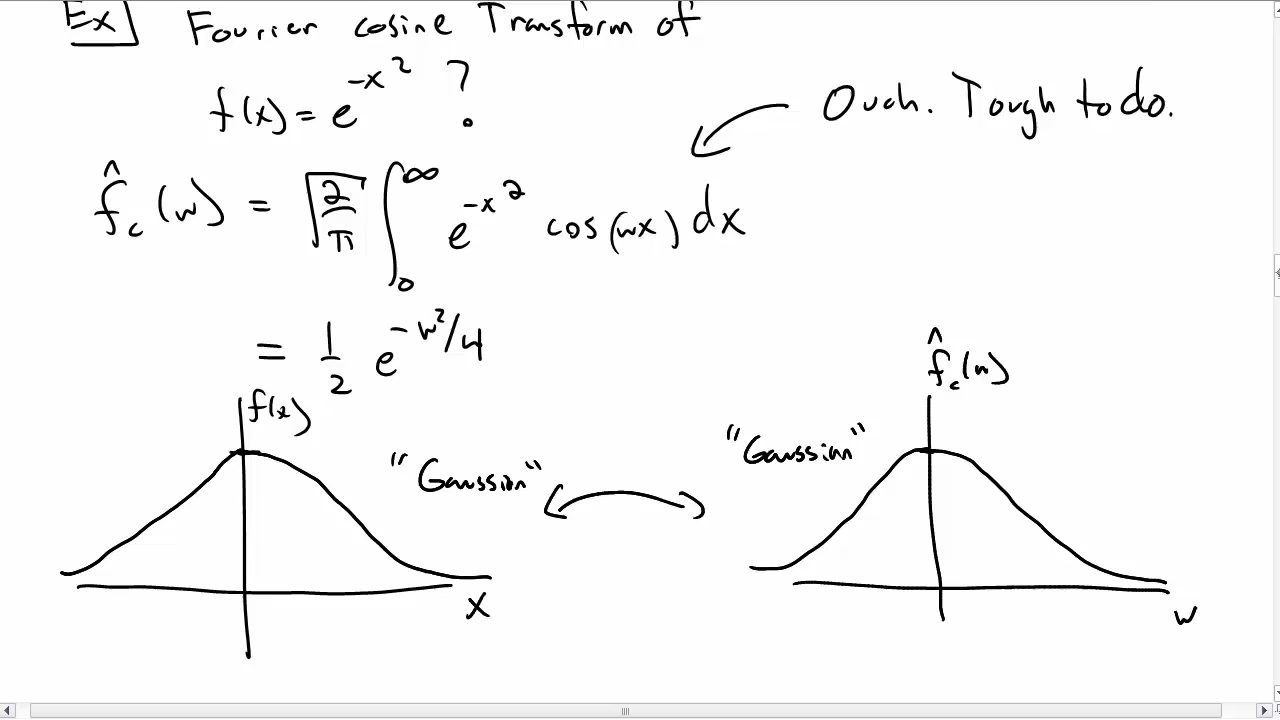 Ex Fourier cosine Transform of
f(x) = e^{-x^2} ?
Ouch. Tough to do.
f̂_c(w) = √(2/π) ∫_0^∞ e^{-x^2} cos(wx) dx
= 1/2 e^{-w^2/4}
f(x)
"Gaussian"
x
f̂_c(w)
"Gaussian"
w